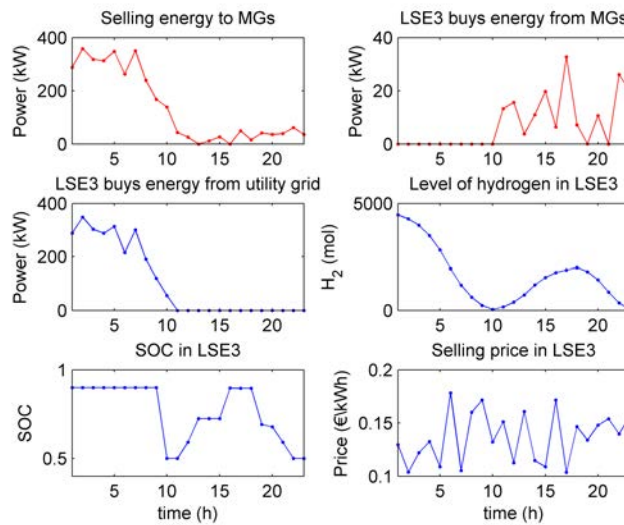 Selling energy to MGs
LSE3 buys energy from MGs
400
200
0
Power (kW)
5 10 15 20
40
20
0
Power (kW)
5 10 15 20
LSE3 buys energy from utility grid
Level of hydrogen in LSE3
400
200
0
Power (kW)
5 10 15 20
5000
0
H2 (mol)
5 10 15 20
SOC in LSE3
Selling price in LSE3
1
0.5
SOC
5 10 15 20
time (h)
0.2
0.15
0.1
Price (€\kWh)
5 10 15 20
time (h)